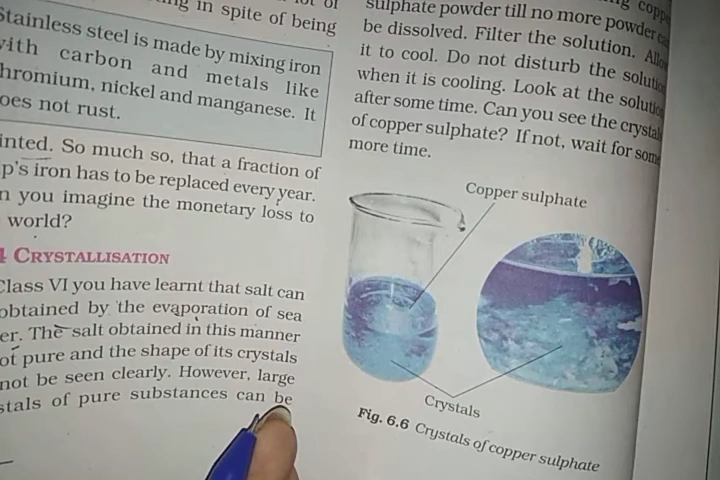 in spite of being
Stainless steel is made by mixing iron
with carbon and metals like
hromium, nickel and manganese. It
oes not rust.
inted. So much so, that a fraction of
p's iron has to be replaced every year.
n you imagine the monetary loss to
world?
CRYSTALLISATION
Class VI you have learnt that salt can
obtained by the evaporation of sea
er. The salt obtained in this manner
ot pure and the shape of its crystals
not be seen clearly. However, large
stals of pure substances can be
sulphate powder till no more powder
be dissolved. Filter the solution. Allow
it to cool. Do not disturb the solution
when it is cooling. Look at the solution
after some time. Can you see the crystals
of copper sulphate? If not, wait for some
more time.
Copper sulphate
Crystals
Fig. 6.6 Crystals of copper sulphate